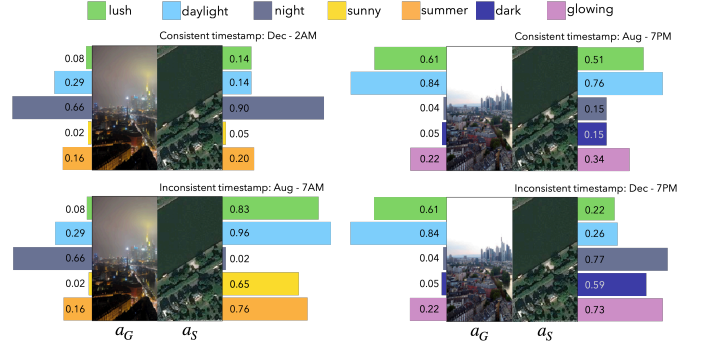 lush daylight night sunny summer dark glowing
Consistent timestamp: Dec - 2AM
0.08 0.14
0.29 0.14
0.66 0.90
0.02 0.05
0.16 0.20
Consistent timestamp: Aug - 7PM
0.61 0.51
0.84 0.76
0.04 0.15
0.05 0.15
0.22 0.34
Inconsistent timestamp: Aug - 7AM
0.08 0.83
0.29 0.96
0.66 0.02
0.02 0.65
0.16 0.76
Inconsistent timestamp: Dec - 7PM
0.61 0.22
0.84 0.26
0.04 0.77
0.05 0.59
0.22 0.73
a_G a_S
a_G a_S